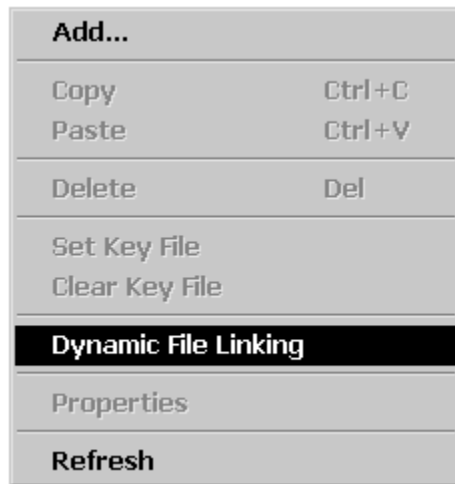 Add...
Copy Ctrl+C
Paste Ctrl+V
Delete Del
Set Key File
Clear Key File
Dynamic File Linking
Properties
Refresh